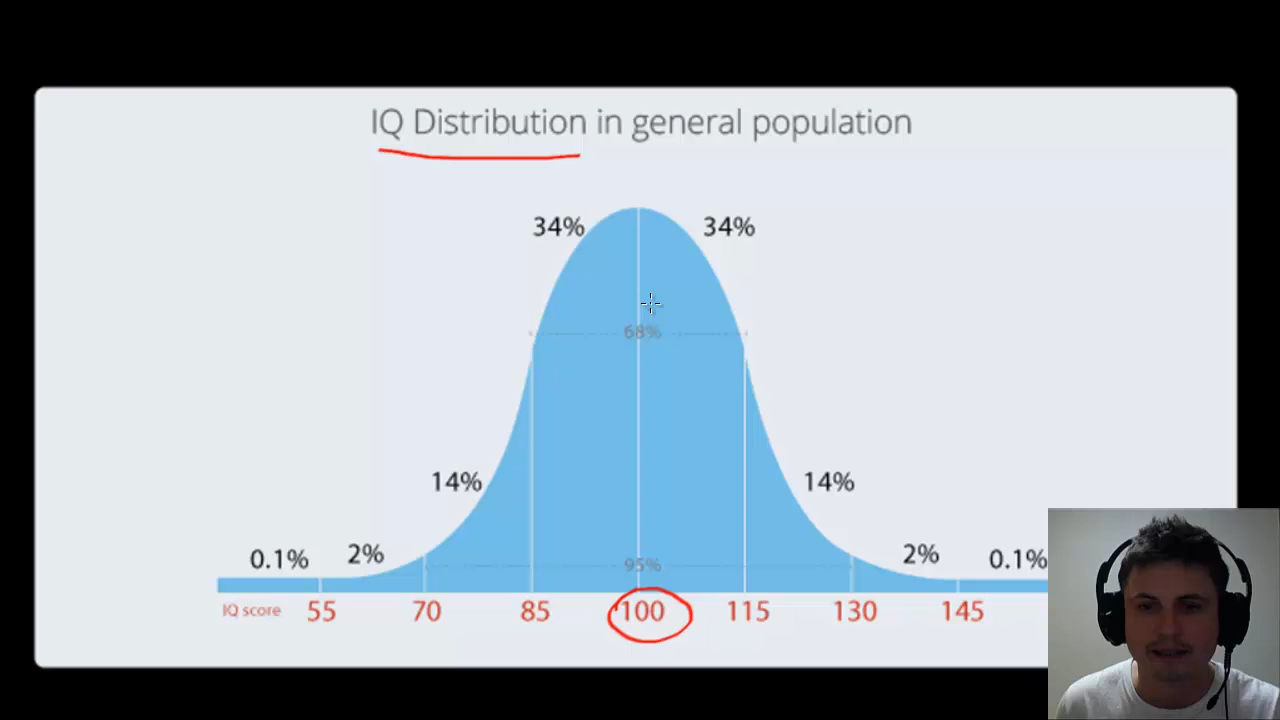 IQ Distribution in general population
34% 34%
68%
14% 14%
0.1% 2% 95% 2% 0.1%
IQ score 55 70 85 100 115 130 145